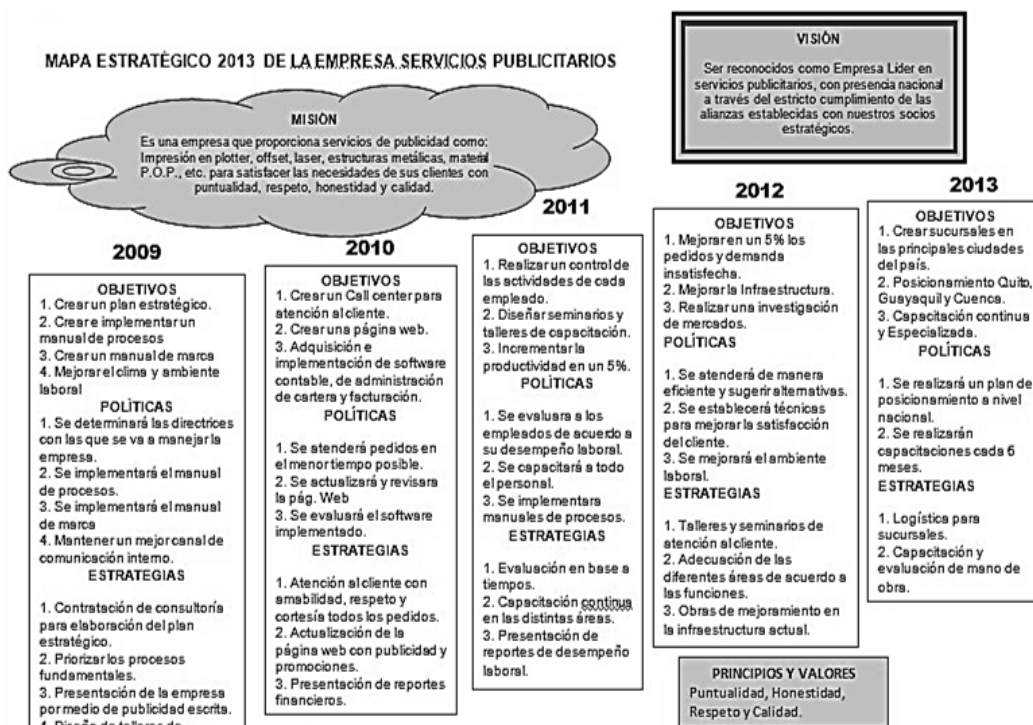 MAPA ESTRATÉGICO 2013 DE LA EMPRESA SERVICIOS PUBLICITARIOS
VISIÓN
Ser reconocidos como Empresa Líder en
servicios publicitarios, con presencia nacional
a través del estricto cumplimiento de las
alianzas establecidas con nuestros socios
estratégicos.
MISIÓN
Es una empresa que proporciona servicios de publicidad como:
Impresión en plotter, offset, laser, estructuras metálicas, material
P.O.P., etc. para satisfacer las necesidades de sus clientes con
puntualidad, respeto, honestidad y calidad.
2009
OBJETIVOS
1. Crear un plan estratégico.
2. Crear e implementar un
manual de procesos
3. Crear un manual de marca
4. Mejorar el clima y ambiente
laboral
POLÌTICAS
1. Se determinará las directrices
con las que se va a manejar la
empresa.
2. Se implementará el manual
de procesos.
3. Se implementará el manual
de marca
4. Mantener un mejor canal de
comunicación interno.
ESTRATEGIAS
1. Contratación de consultoría
para elaboración del plan
estratégico.
2. Priorizar los procesos
fundamentales.
3. Presentación de la empresa
por medio de publicidad escrita.
4. Diseño de talleres de
2010
OBJETIVOS
1. Crear un Call center para
atención al cliente.
2. Crear una página web.
3. Adquisición e
implementación de software
contable, de administración
de cartera y facturación.
POLÍTICAS
1. Se atenderá pedidos en
el menor tiempo posible.
2. Se actualizará y revisara
la pág. Web
3. Se evaluará el software
implementado.
ESTRATEGIAS
1. Atención al cliente con
amabilidad, respeto y
cortesía todos los pedidos.
2. Actualización de la
página web con publicidad y
promociones.
3. Presentación de reportes
financieros.
2011
OBJETIVOS
1. Realizar un control de
las actividades de cada
empleado.
2. Diseñar seminarios y
talleres de capacitación.
3. Incrementar la
productividad en un 5%.
POLÍTICAS
1. Se evaluara a los
empleados de acuerdo a
su desempeño laboral.
2. Se capacitará a todo
el personal.
3. Se implementara
manuales de procesos.
ESTRATEGIAS
1. Evaluación en base a
tiempos.
2. Capacitación continua
en las distintas áreas.
3. Presentación de
reportes de desempeño
laboral.
2012
OBJETIVOS
1. Mejorar en un 5% los
pedidos y demanda
insatisfecha.
2. Mejorar la Infraestructura.
3. Realizar una investigación
de mercados.
POLÍTICAS
1. Se atenderá de manera
eficiente y sugerir alternativas.
2. Se establecerá técnicas
para mejorar la satisfacción
del cliente.
3. Se mejorará el ambiente
laboral.
ESTRATEGIAS
1. Talleres y seminarios de
atención al cliente.
2. Adecuación de las
diferentes áreas de acuerdo a
las funciones.
3. Obras de mejoramiento en
la infraestructura actual.
2013
OBJETIVOS
1. Crear sucursales en
las principales ciudades
del país.
2. Posicionamiento Quito,
Guayaquil y Cuenca.
3. Capacitación continua
y Especializada.
POLÍTICAS
1. Se realizará un plan de
posicionamiento a nivel
nacional.
2. Se realizarán
capacitaciones cada 6
meses.
ESTRATEGIAS
1. Logística para
sucursales.
2. Capacitación y
evaluación de mano de
obra.
PRINCIPIOS Y VALORES
Puntualidad, Honestidad,
Respeto y Calidad.